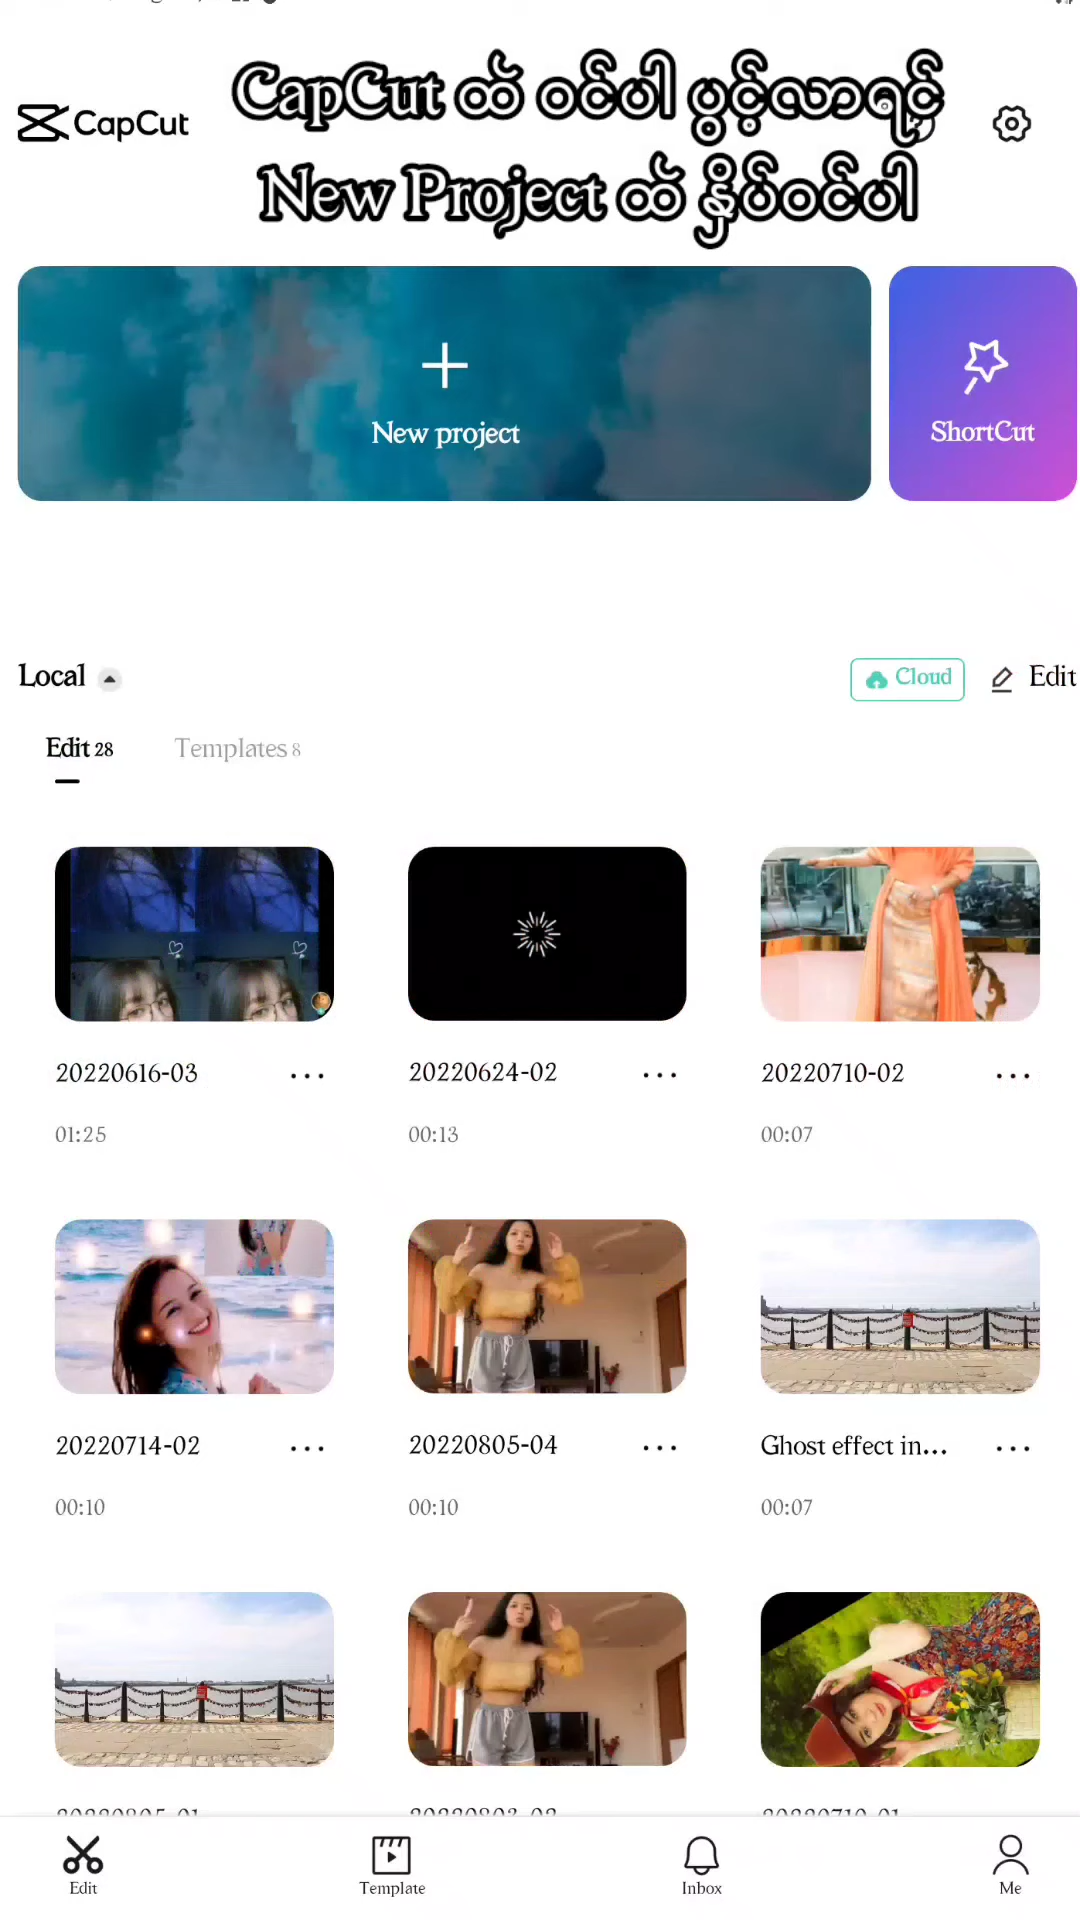 CapCut ထဲ ဝင်ပါ ပွင့်လာရင်
New Project ထဲ နှိပ်ဝင်ပါ
CapCut
New project
ShortCut
Local
Cloud
Edit
Edit 28
Templates 8
20220616-03 ...
20220624-02 ...
20220710-02 ...
01:25
00:13
00:07
20220714-02 ...
20220805-04 ...
Ghost effect in... ...
00:10
00:10
00:07
Edit
Template
Inbox
Me